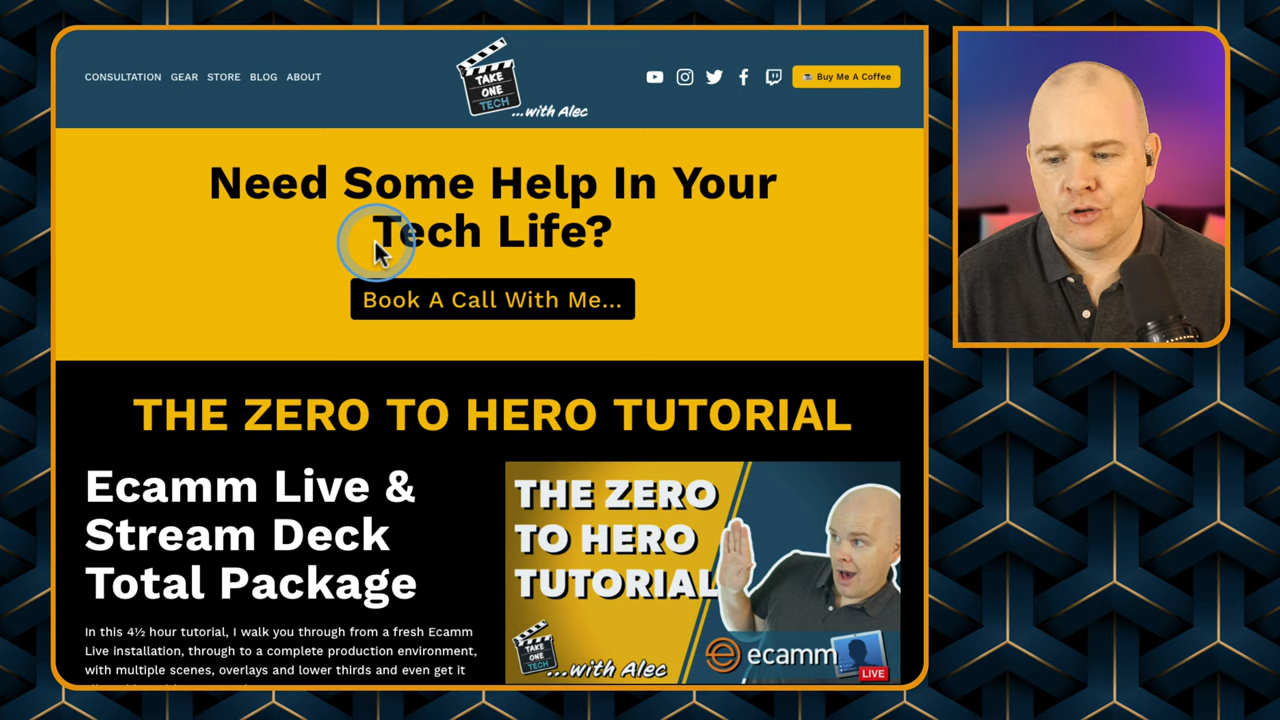 CONSULTATION GEAR STORE BLOG ABOUT
TAKE
ONE
TECH
...with Alec
Buy Me A Coffee
Need Some Help In Your
Tech Life?
Book A Call With Me...
THE ZERO TO HERO TUTORIAL
Ecamm Live &
Stream Deck
Total Package
In this 4½ hour tutorial, I walk you through from a fresh Ecamm
Live installation, through to a complete production environment,
with multiple scenes, overlays and lower thirds and even get it
THE ZERO
TO HERO
TUTORIAL
TAKE
ONE
TECH
...with Alec
ecamm
LIVE